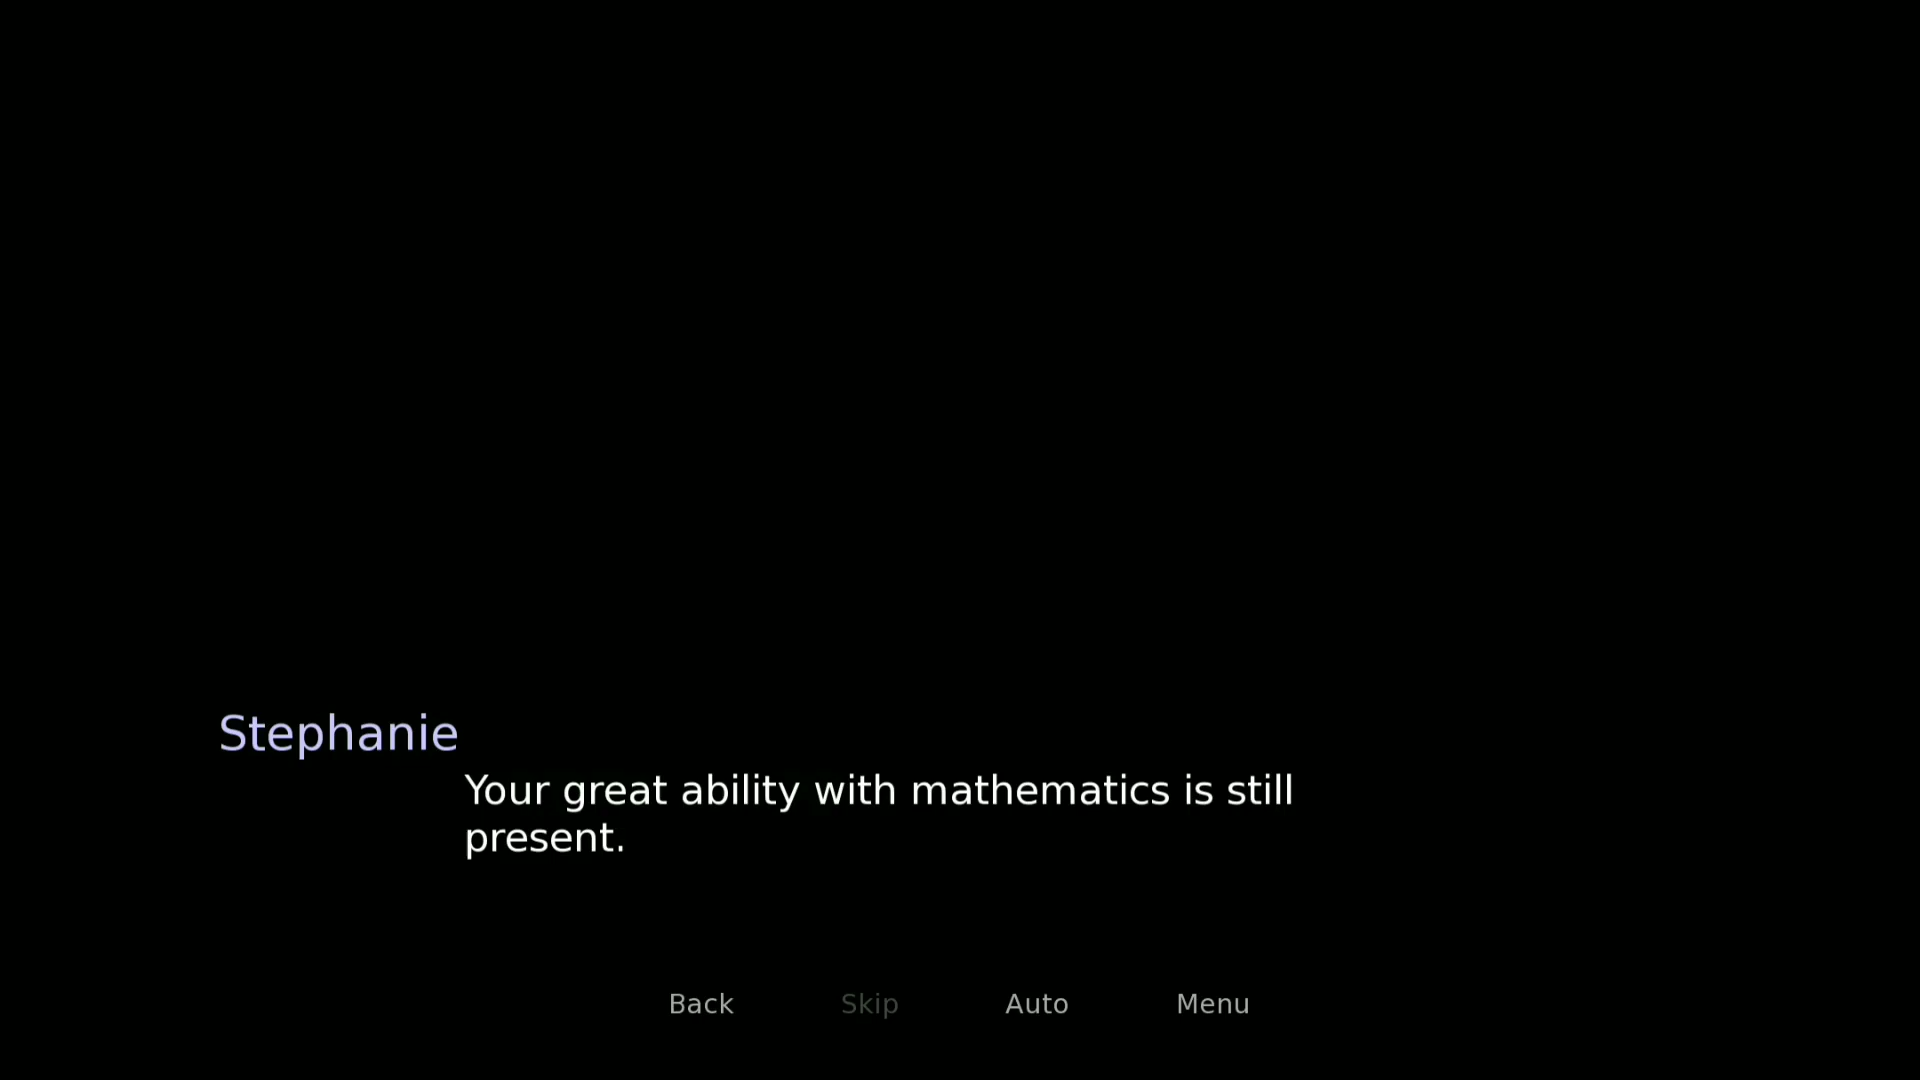 Stephanie
Your great ability with mathematics is still
present.
Back Skip Auto Menu